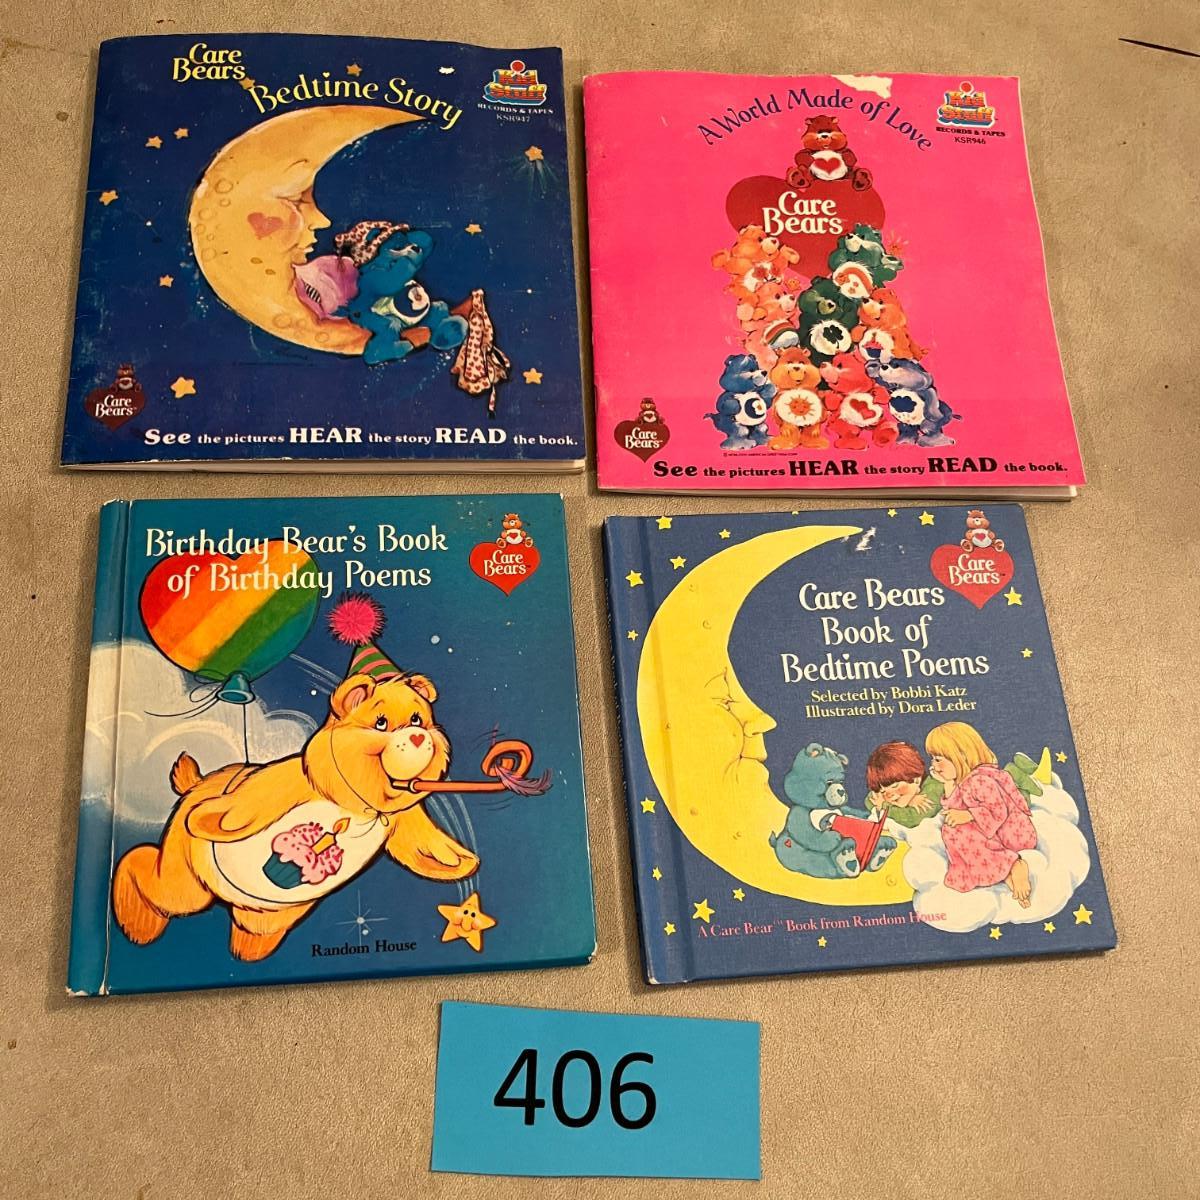 Care
Bears
Bedtime Story
Kid
Stuff
RECORDS & TAPES
KSR947
Care
Bears
See the pictures HEAR the story READ the book.
A World Made of Love
Kid
Stuff
RECORDS & TAPES
KSR946
Care
Bears
Care
Bears
See the pictures HEAR the story READ the book.
Birthday Bear's Book
of Birthday Poems
Care
Bears
Random House
Care
Bears
Care Bears
Book of
Bedtime Poems
Selected by Bobbi Katz
Illustrated by Dora Leder
A Care Bear™ Book from Random House
406